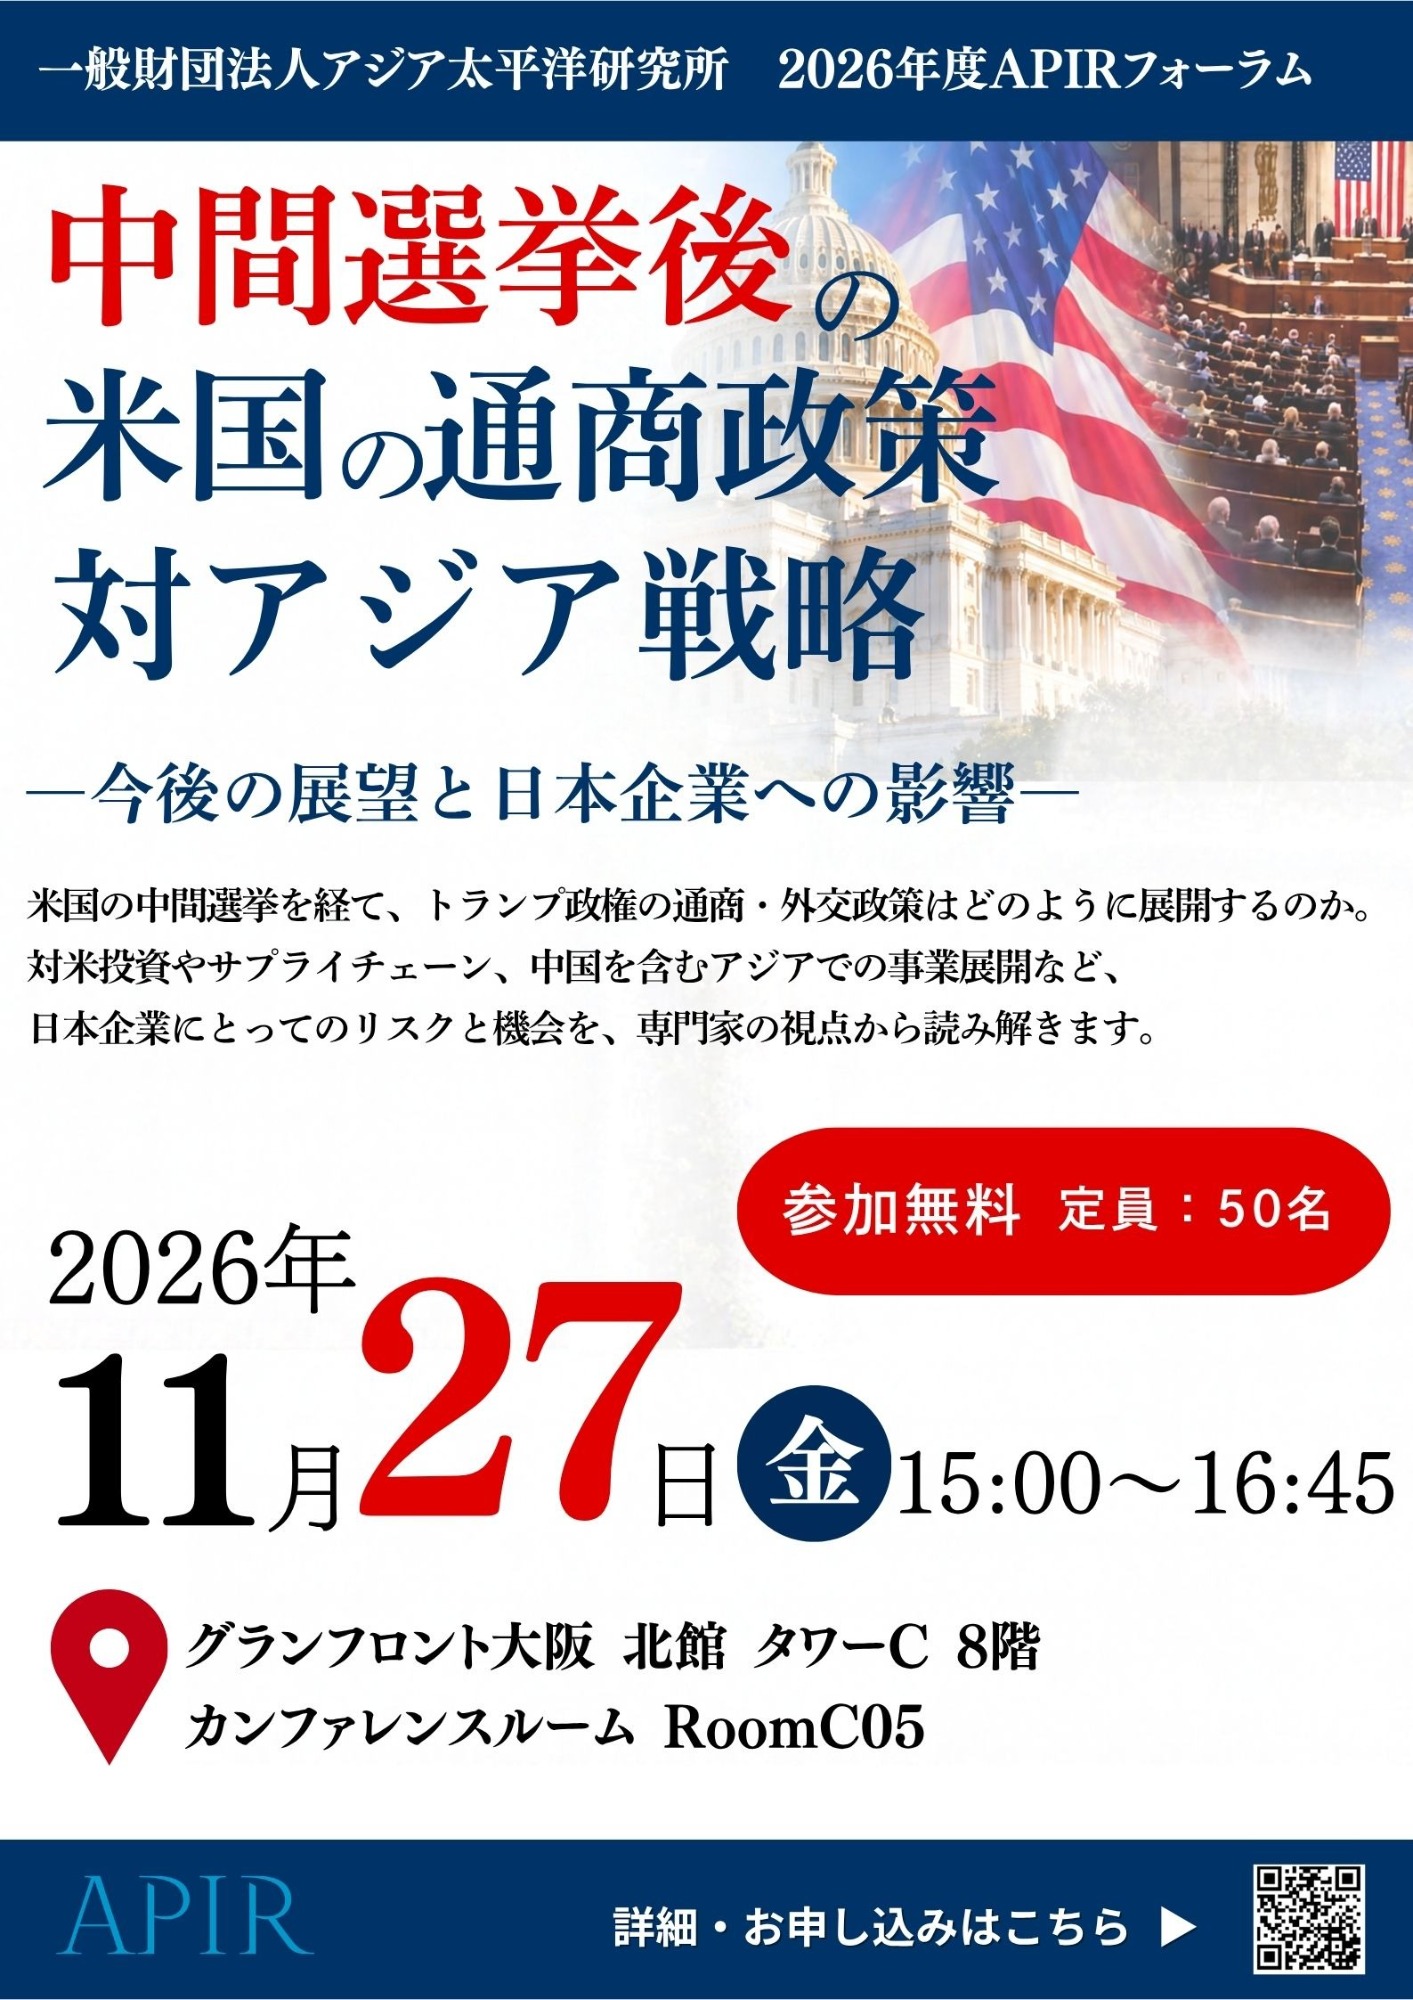 一般財団法人アジア太平洋研究所　2026年度APIRフォーラム
中間選挙後の
米国の通商政策
対アジア戦略
―今後の展望と日本企業への影響―
米国の中間選挙を経て、トランプ政権の通商・外交政策はどのように展開するのか。
対米投資やサプライチェーン、中国を含むアジアでの事業展開など、
日本企業にとってのリスクと機会を、専門家の視点から読み解きます。
参加無料 定員：50名
2026年
11月27日 金 15:00～16:45
グランフロント大阪 北館 タワーC 8階
カンファレンスルーム RoomC05
APIR
詳細・お申し込みはこちら ▶